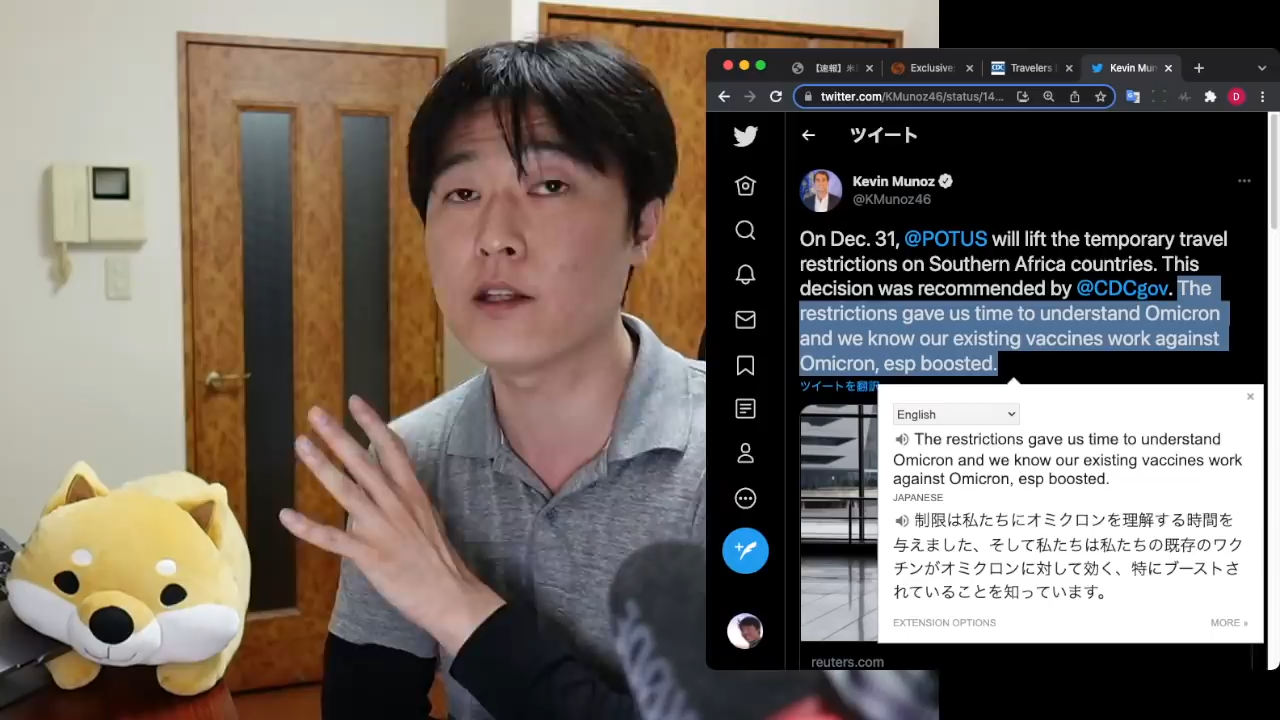 【速報】米
Exclusive:
CDC
Travelers
Kevin Mun
twitter.com/KMunoz46/status/14...
D
ツイート
Kevin Munoz
@KMunoz46
On Dec. 31, @POTUS will lift the temporary travel
restrictions on Southern Africa countries. This
decision was recommended by @CDCgov. The
restrictions gave us time to understand Omicron
and we know our existing vaccines work against
Omicron, esp boosted.
ツイートを翻訳
English
The restrictions gave us time to understand
Omicron and we know our existing vaccines work
against Omicron, esp boosted.
JAPANESE
制限は私たちにオミクロンを理解する時間を
与えました、そして私たちは私たちの既存のワク
チンがオミクロンに対して効く、特にブーストさ
れていることを知っています。
EXTENSION OPTIONS
MORE »
reuters.com